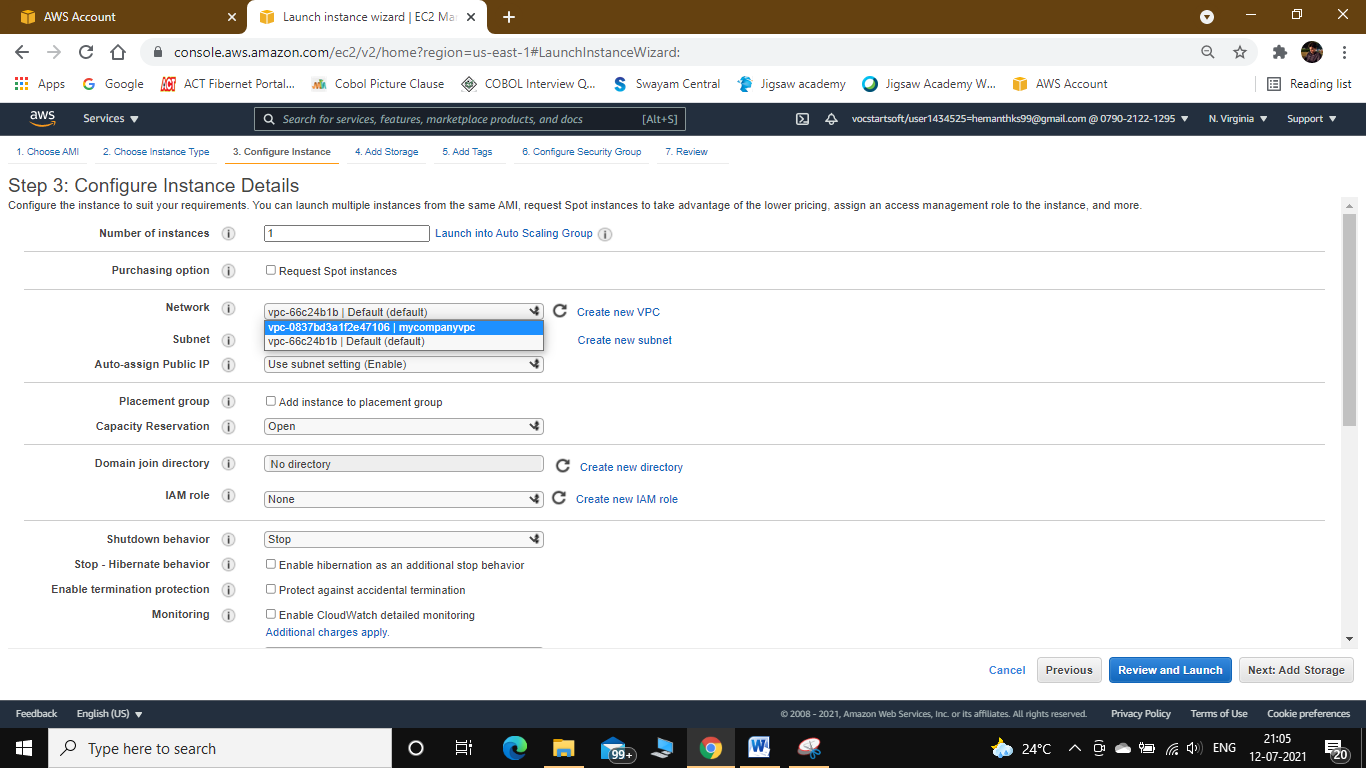 AWS Account
Launch instance wizard | EC2 Mar
console.aws.amazon.com/ec2/v2/home?region=us-east-1#LaunchInstanceWizard:
Apps
Google
ACT Fibernet Portal...
Cobol Picture Clause
COBOL Interview Q...
Swayam Central
Jigsaw academy
Jigsaw Academy W...
AWS Account
Reading list
aws
Services
Search for services, features, marketplace products, and docs
[Alt+S]
vocstartsoft/user1434525=hemanthks99@gmail.com @ 0790-2122-1295
N. Virginia
Support
1. Choose AMI
2. Choose Instance Type
3. Configure Instance
4. Add Storage
5. Add Tags
6. Configure Security Group
7. Review
Step 3: Configure Instance Details
Configure the instance to suit your requirements. You can launch multiple instances from the same AMI, request Spot instances to take advantage of the lower pricing, assign an access management role to the instance, and more.
Number of instances
1
Launch into Auto Scaling Group
Purchasing option
Request Spot instances
Network
vpc-66c24b1b | Default (default)
Create new VPC
vpc-0837bd3a1f2e47106 | mycompanyvpc
vpc-66c24b1b | Default (default)
Subnet
Create new subnet
Auto-assign Public IP
Use subnet setting (Enable)
Placement group
Add instance to placement group
Capacity Reservation
Open
Domain join directory
No directory
Create new directory
IAM role
None
Create new IAM role
Shutdown behavior
Stop
Stop - Hibernate behavior
Enable hibernation as an additional stop behavior
Enable termination protection
Protect against accidental termination
Monitoring
Enable CloudWatch detailed monitoring
Additional charges apply.
Cancel
Previous
Review and Launch
Next: Add Storage
Feedback
English (US)
© 2008 - 2021, Amazon Web Services, Inc. or its affiliates. All rights reserved.
Privacy Policy
Terms of Use
Cookie preferences
Type here to search
99+
24°C
ENG
21:05
12-07-2021
20